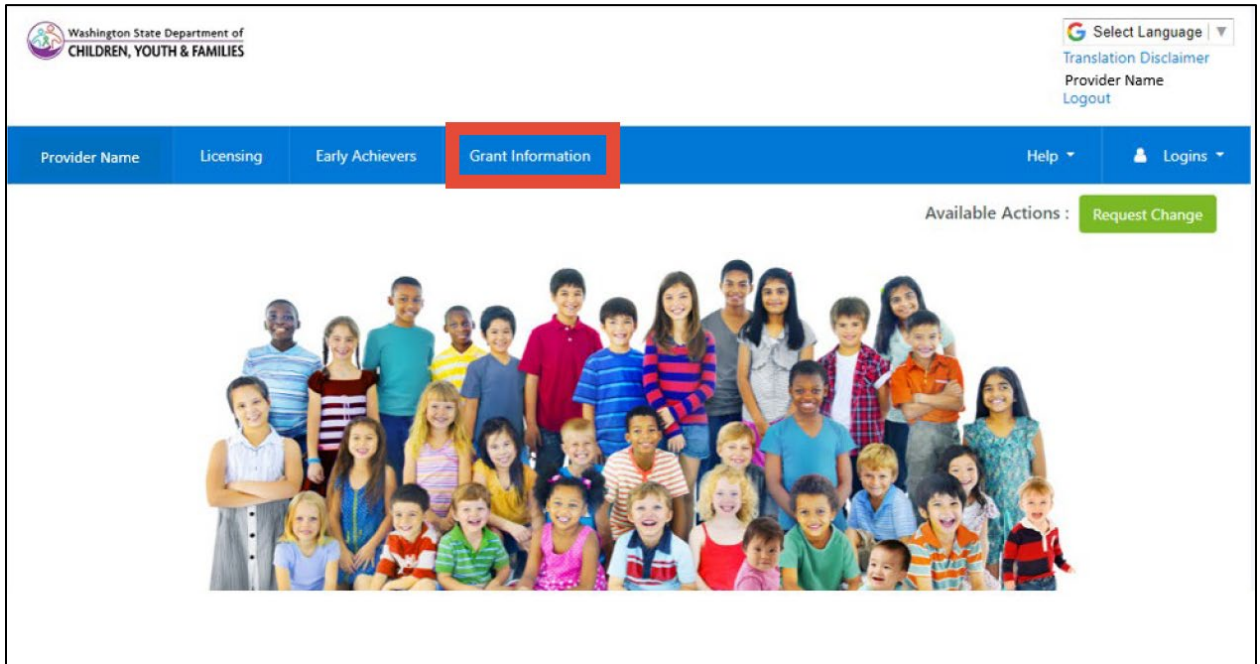 Washington State Department of
CHILDREN, YOUTH & FAMILIES
Select Language
Translation Disclaimer
Provider Name
Logout
Provider Name Licensing Early Achievers Grant Information Help Logins
Available Actions : Request Change